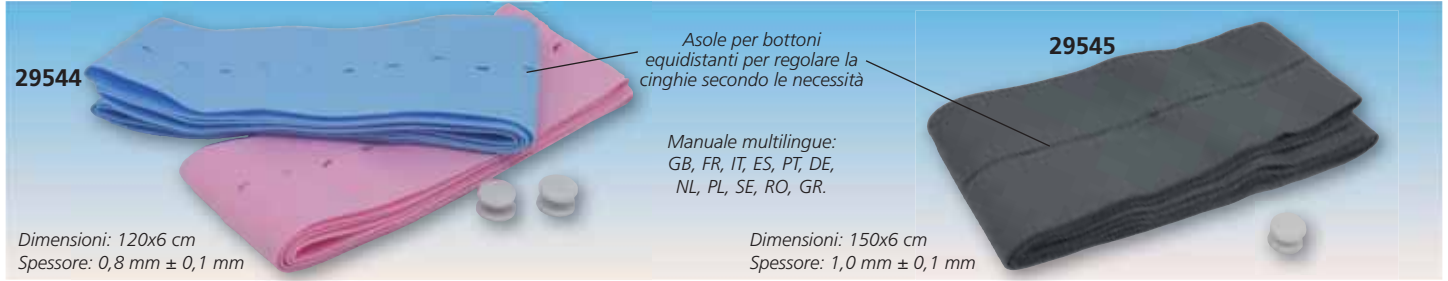 29544
Asole per bottoni
equidistanti per regolare la
cinghie secondo le necessità
29545
Manuale multilingue:
GB, FR, IT, ES, PT, DE,
NL, PL, SE, RO, GR.
Dimensioni: 120x6 cm
Spessore: 0,8 mm ± 0,1 mm
Dimensioni: 150x6 cm
Spessore: 1,0 mm ± 0,1 mm